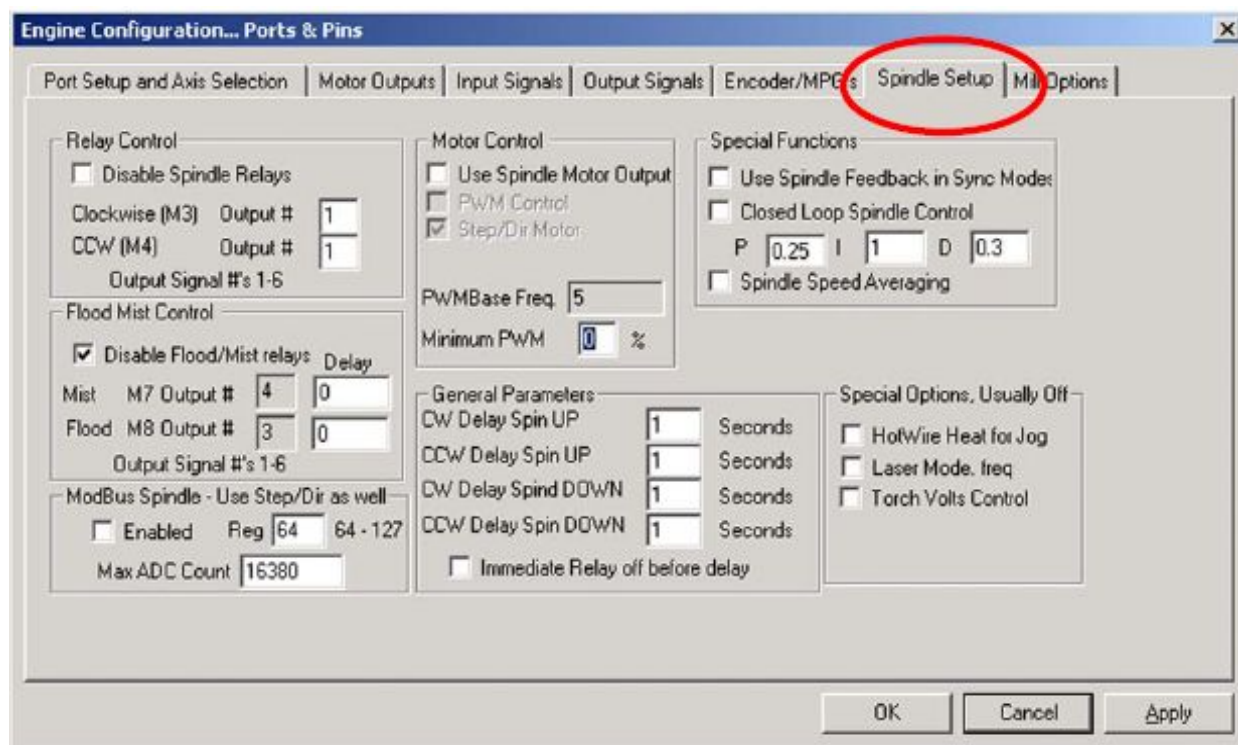 Engine Configuration... Ports & Pins
Port Setup and Axis Selection
Motor Outputs
Input Signals
Output Signals
Encoder/MPG's
Spindle Setup
Mill Options
Relay Control
Disable Spindle Relays
Clockwise (M3) Output # 1
CCW (M4) Output # 1
Output Signal #'s 1-6
Flood Mist Control
Disable Flood/Mist relays Delay
Mist M7 Output # 4 0
Flood M8 Output # 3 0
Output Signal #'s 1-6
ModBus Spindle - Use Step/Dir as well
Enabled Reg 64 64 - 127
Max ADC Count 16380
Motor Control
Use Spindle Motor Output
PWM Control
Step/Dir Motor
PWMBase Freq. 5
Minimum PWM 0 %
General Parameters
CW Delay Spin UP 1 Seconds
CCW Delay Spin UP 1 Seconds
CW Delay Spind DOWN 1 Seconds
CCW Delay Spin DOWN 1 Seconds
Immediate Relay off before delay
Special Functions
Use Spindle Feedback in Sync Modes
Closed Loop Spindle Control
P 0.25 I 1 D 0.3
Spindle Speed Averaging
Special Options, Usually Off
HotWire Heat for Jog
Laser Mode. freq
Torch Volts Control
OK
Cancel
Apply